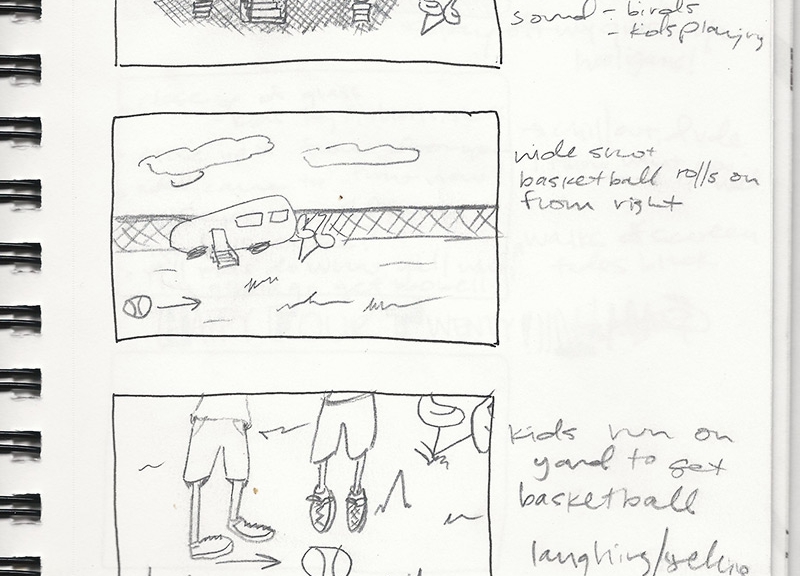 sound - birds
- kids playing
wide shot
basketball rolls on
from right
kids run on
yard to get
basketball
laughing/yelling